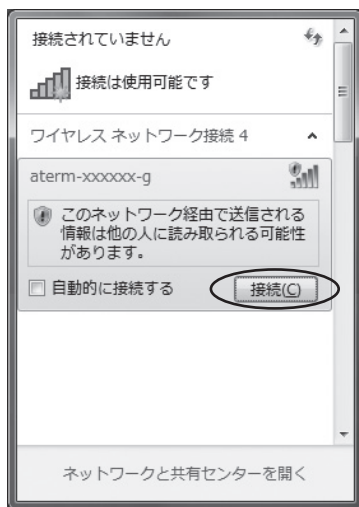 接続されていません
接続は使用可能です
ワイヤレス ネットワーク接続 4
aterm-xxxxxx-g
このネットワーク経由で送信される
情報は他の人に読み取られる可能性
があります。
自動的に接続する
接続(C)
ネットワークと共有センターを開く